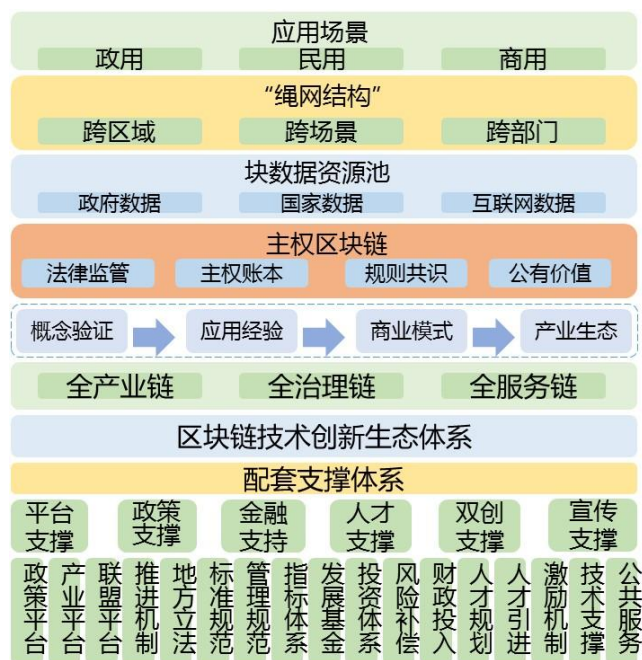 应用场景
政用 民用 商用
“绳网结构”
跨区域 跨场景 跨部门
块数据资源池
政府数据 国家数据 互联网数据
主权区块链
法律监管 主权账本 规则共识 公有价值
概念验证 应用经验 商业模式 产业生态
全产业链 全治理链 全服务链
区块链技术创新生态体系
配套支撑体系
平台支撑 政策支撑 金融支持 人才支撑 双创支撑 宣传支撑
政策平台 产业平台 联盟平台 推进机制 地方立法 标准规范 管理规范 指标体系 发展基金 投资体系 风险补偿 财政投入 人才规划 人才引进 激励机制 技术支撑 公共服务